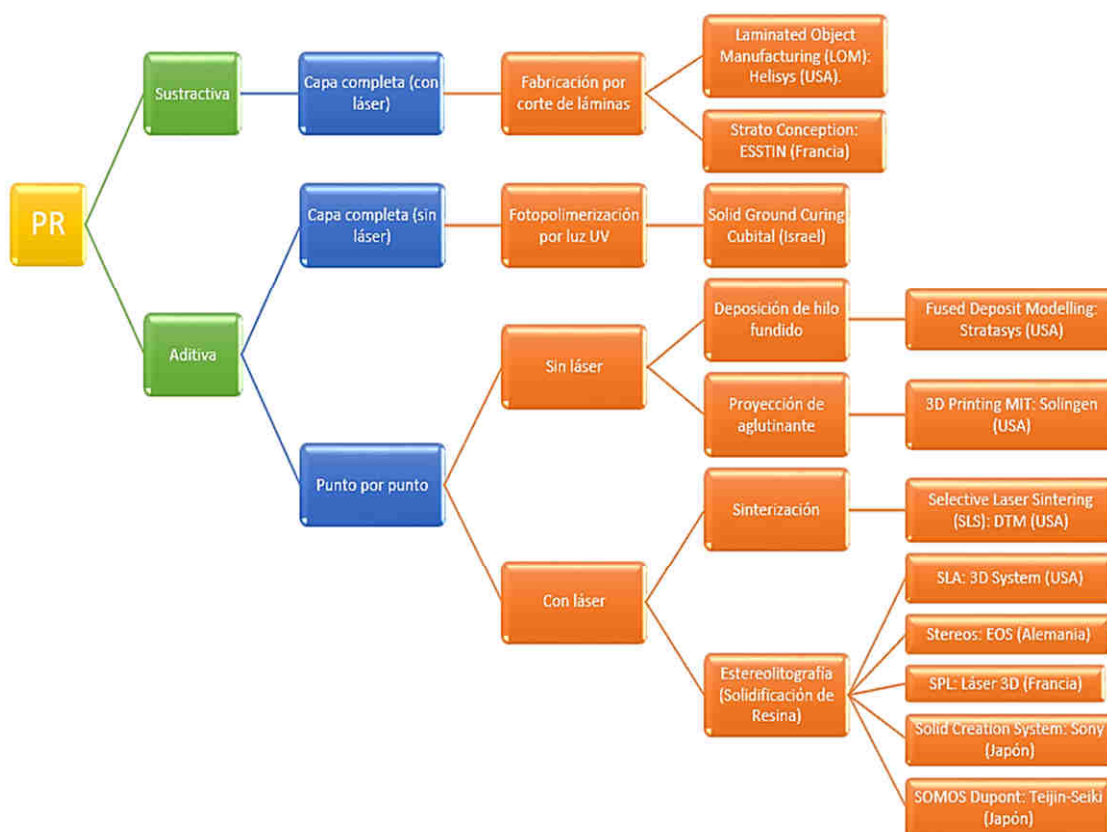 PR
Sustractiva
Capa completa (con
láser)
Fabricación por
corte de láminas
Laminated Object
Manufacturing (LOM):
Helisys (USA).
Strato Conception:
ESSTIN (Francia)
Aditiva
Capa completa (sin
láser)
Fotopolimerización
por luz UV
Solid Ground Curing
Cubital (Israel)
Punto por punto
Sin láser
Deposición de hilo
fundido
Fused Deposit Modelling:
Stratasys (USA)
Proyección de
aglutinante
3D Printing MIT: Solingen
(USA)
Con láser
Sinterización
Selective Laser Sintering
(SLS): DTM (USA)
Estereolitografía
(Solidificación de
Resina)
SLA: 3D System (USA)
Stereos: EOS (Alemania)
SPL: Láser 3D (Francia)
Solid Creation System: Sony
(Japón)
SOMOS Dupont: Teijin-Seiki
(Japón)